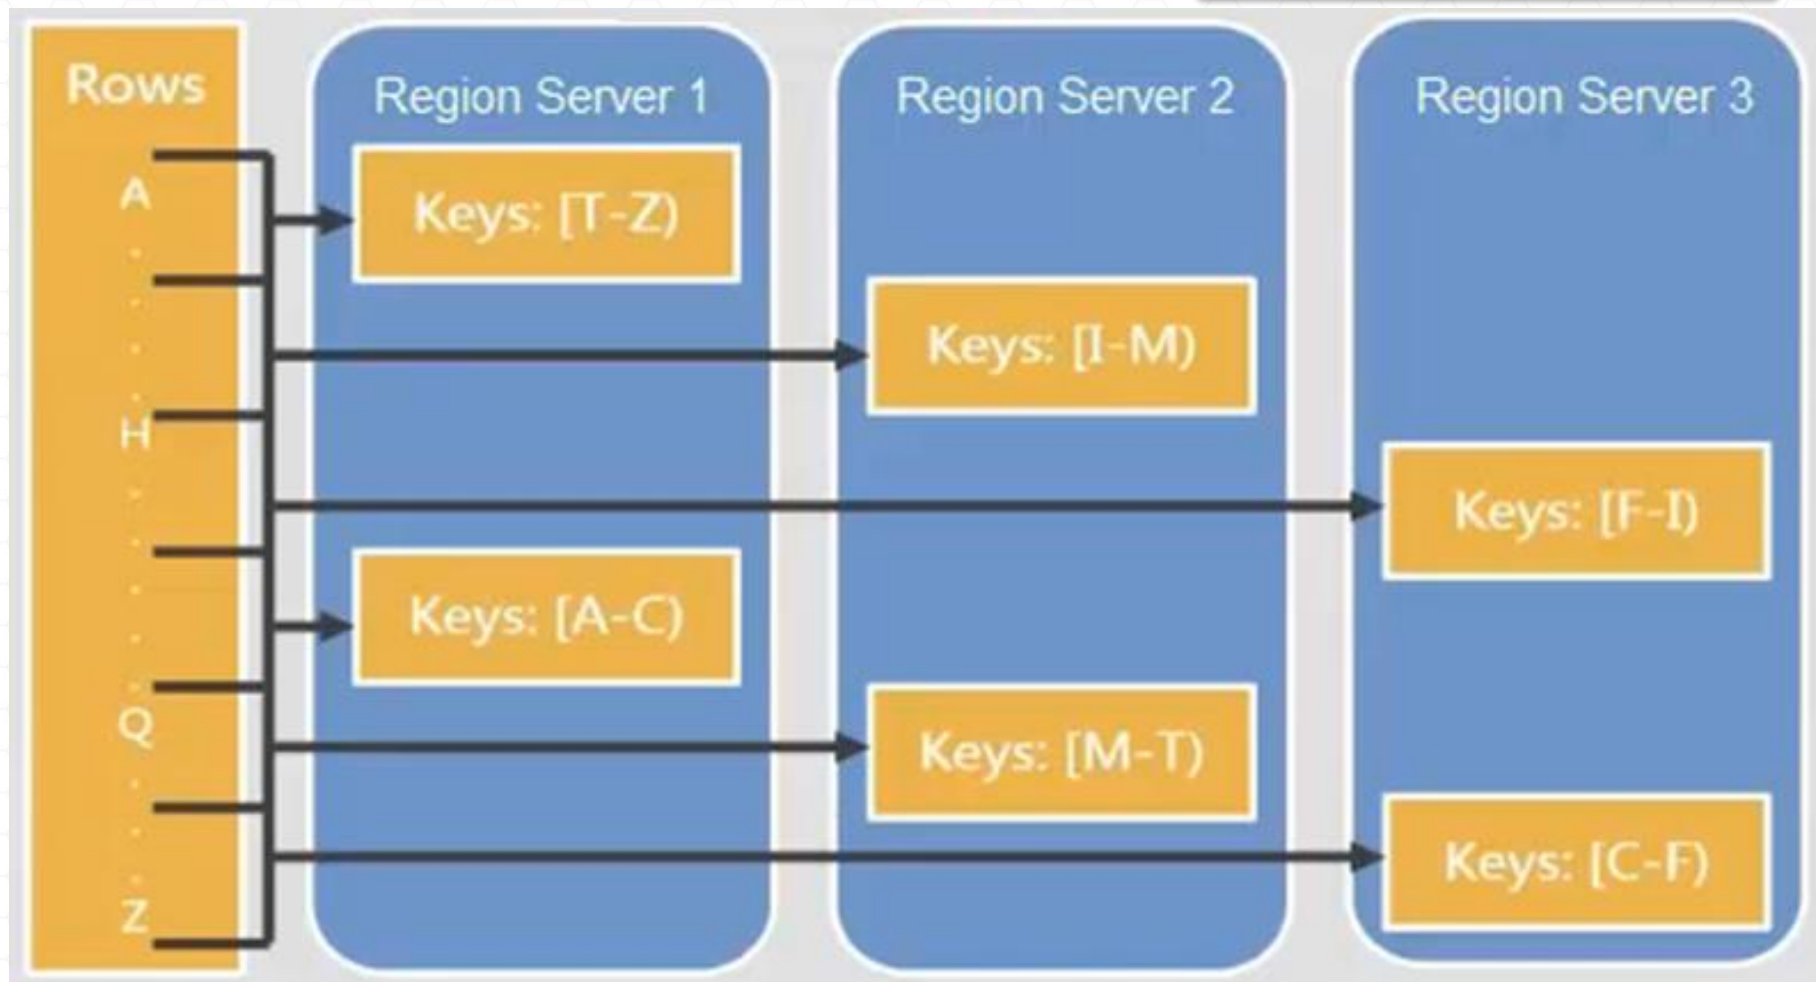 Rows
A
H
Q
Z
Region Server 1
Keys: [T-Z)
Keys: [A-C)
Region Server 2
Keys: [I-M)
Keys: [M-T)
Region Server 3
Keys: [F-I)
Keys: [C-F)